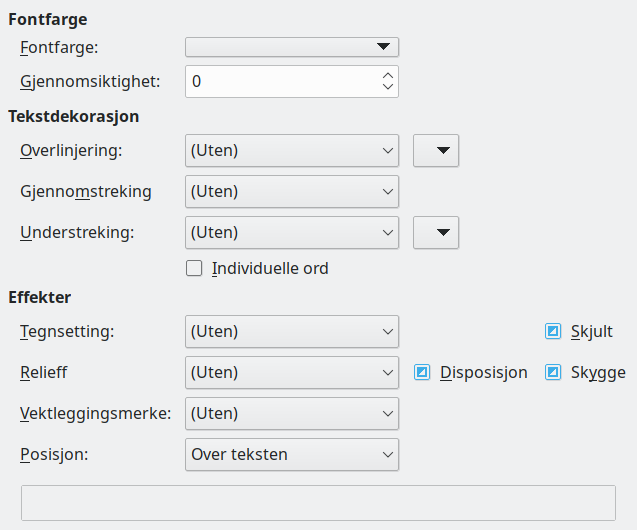 Fontfarge
Fontfarge:
Gjennomsiktighet: 0
Tekstdekorasjon
Overlinjering: (Uten)
Gjennomstreking (Uten)
Understreking: (Uten)
Individuelle ord
Effekter
Tegnsetting: (Uten) Skjult
Relieff (Uten) Disposisjon Skygge
Vektleggingsmerke: (Uten)
Posisjon: Over teksten